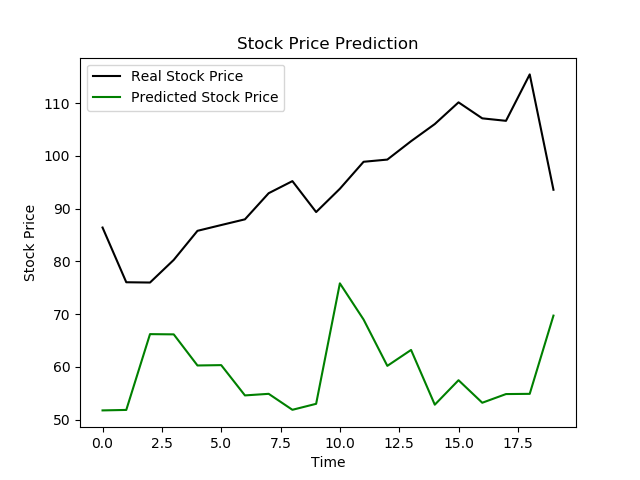 Stock Price Prediction
Real Stock Price
Predicted Stock Price
Stock Price
110
100
90
80
70
60
50
0.0 2.5 5.0 7.5 10.0 12.5 15.0 17.5
Time